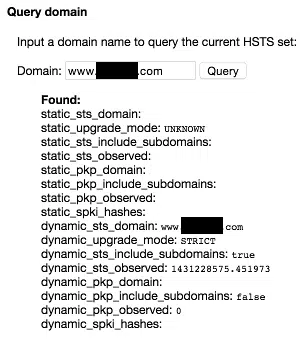 Query domain
Input a domain name to query the current HSTS set:
Domain: www. .com Query
Found:
static_sts_domain:
static_upgrade_mode: UNKNOWN
static_sts_include_subdomains:
static_sts_observed:
static_pkp_domain:
static_pkp_include_subdomains:
static_pkp_observed:
static_spki_hashes:
dynamic_sts_domain: www .com
dynamic_upgrade_mode: STRICT
dynamic_sts_include_subdomains: true
dynamic_sts_observed: 1431228575.451973
dynamic_pkp_domain:
dynamic_pkp_include_subdomains: false
dynamic_pkp_observed: 0
dynamic_spki_hashes: